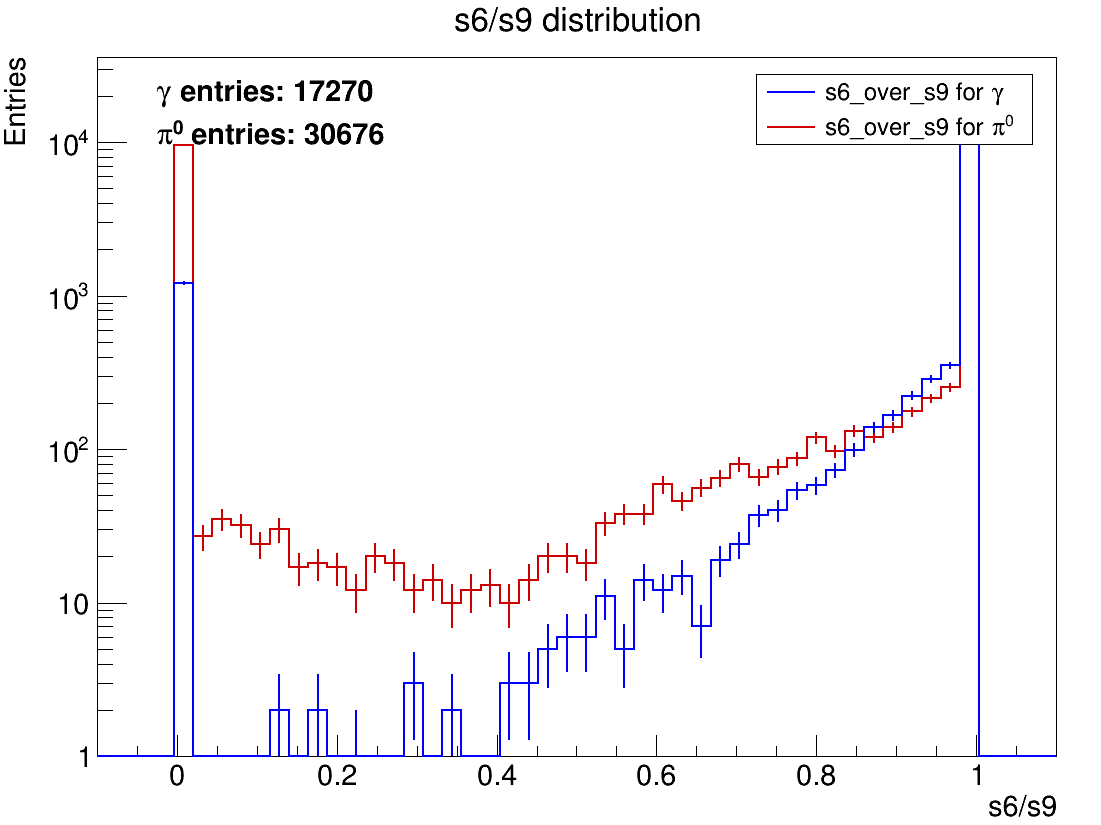 s6/s9 distribution
Entries
γ entries: 17270
π⁰ entries: 30676
s6_over_s9 for γ
s6_over_s9 for π⁰
10⁴
10³
10²
10
1
0 0.2 0.4 0.6 0.8 1
s6/s9